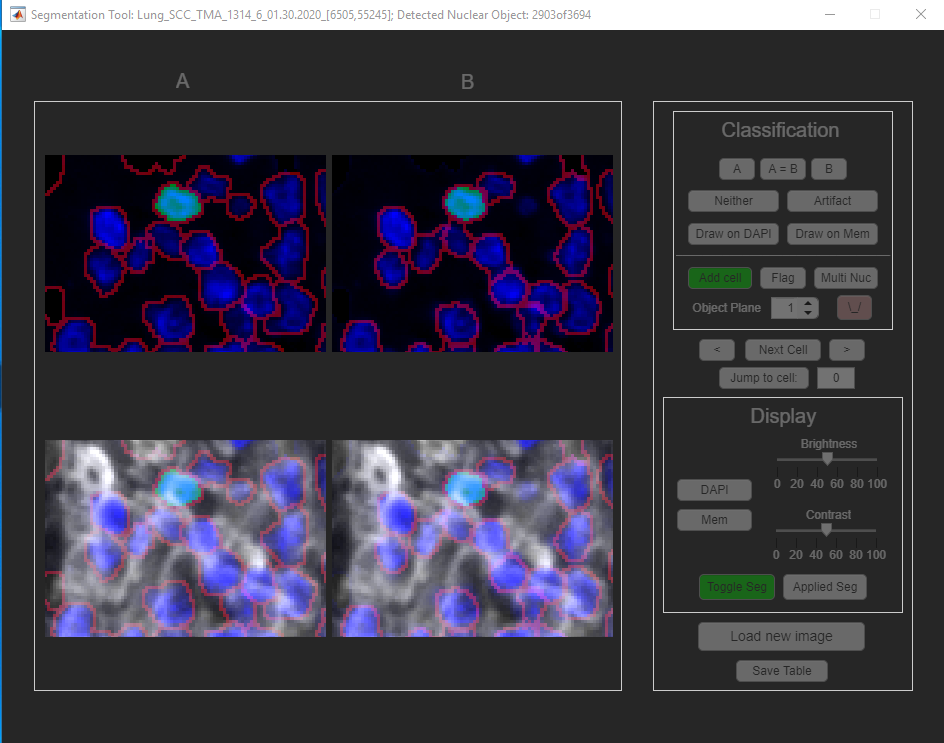 Segmentation Tool: Lung_SCC_TMA_1314_6_01.30.2020_[6505,55245]; Detected Nuclear Object: 2903of3694
A B
Classification
A A = B B
Neither Artifact
Draw on DAPI Draw on Mem
Add cell Flag Multi Nuc
Object Plane 1 \_/
< Next Cell >
Jump to cell: 0
Display
Brightness
0 20 40 60 80 100
DAPI
Mem
Contrast
0 20 40 60 80 100
Toggle Seg Applied Seg
Load new image
Save Table